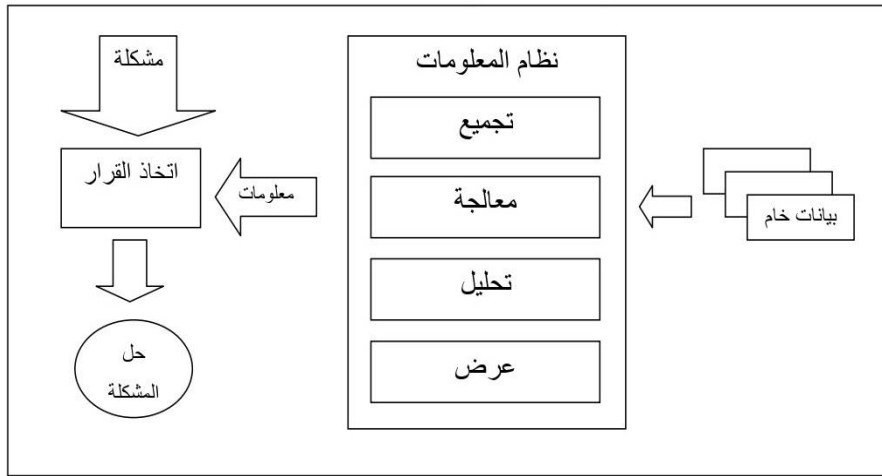 نظام المعلومات
تجميع
معالجة
تحليل
عرض
بيانات خام
معلومات
مشكلة
اتخاذ القرار
حل
المشكلة